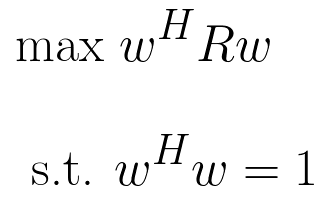 max w^H Rw
s.t. w^H w = 1